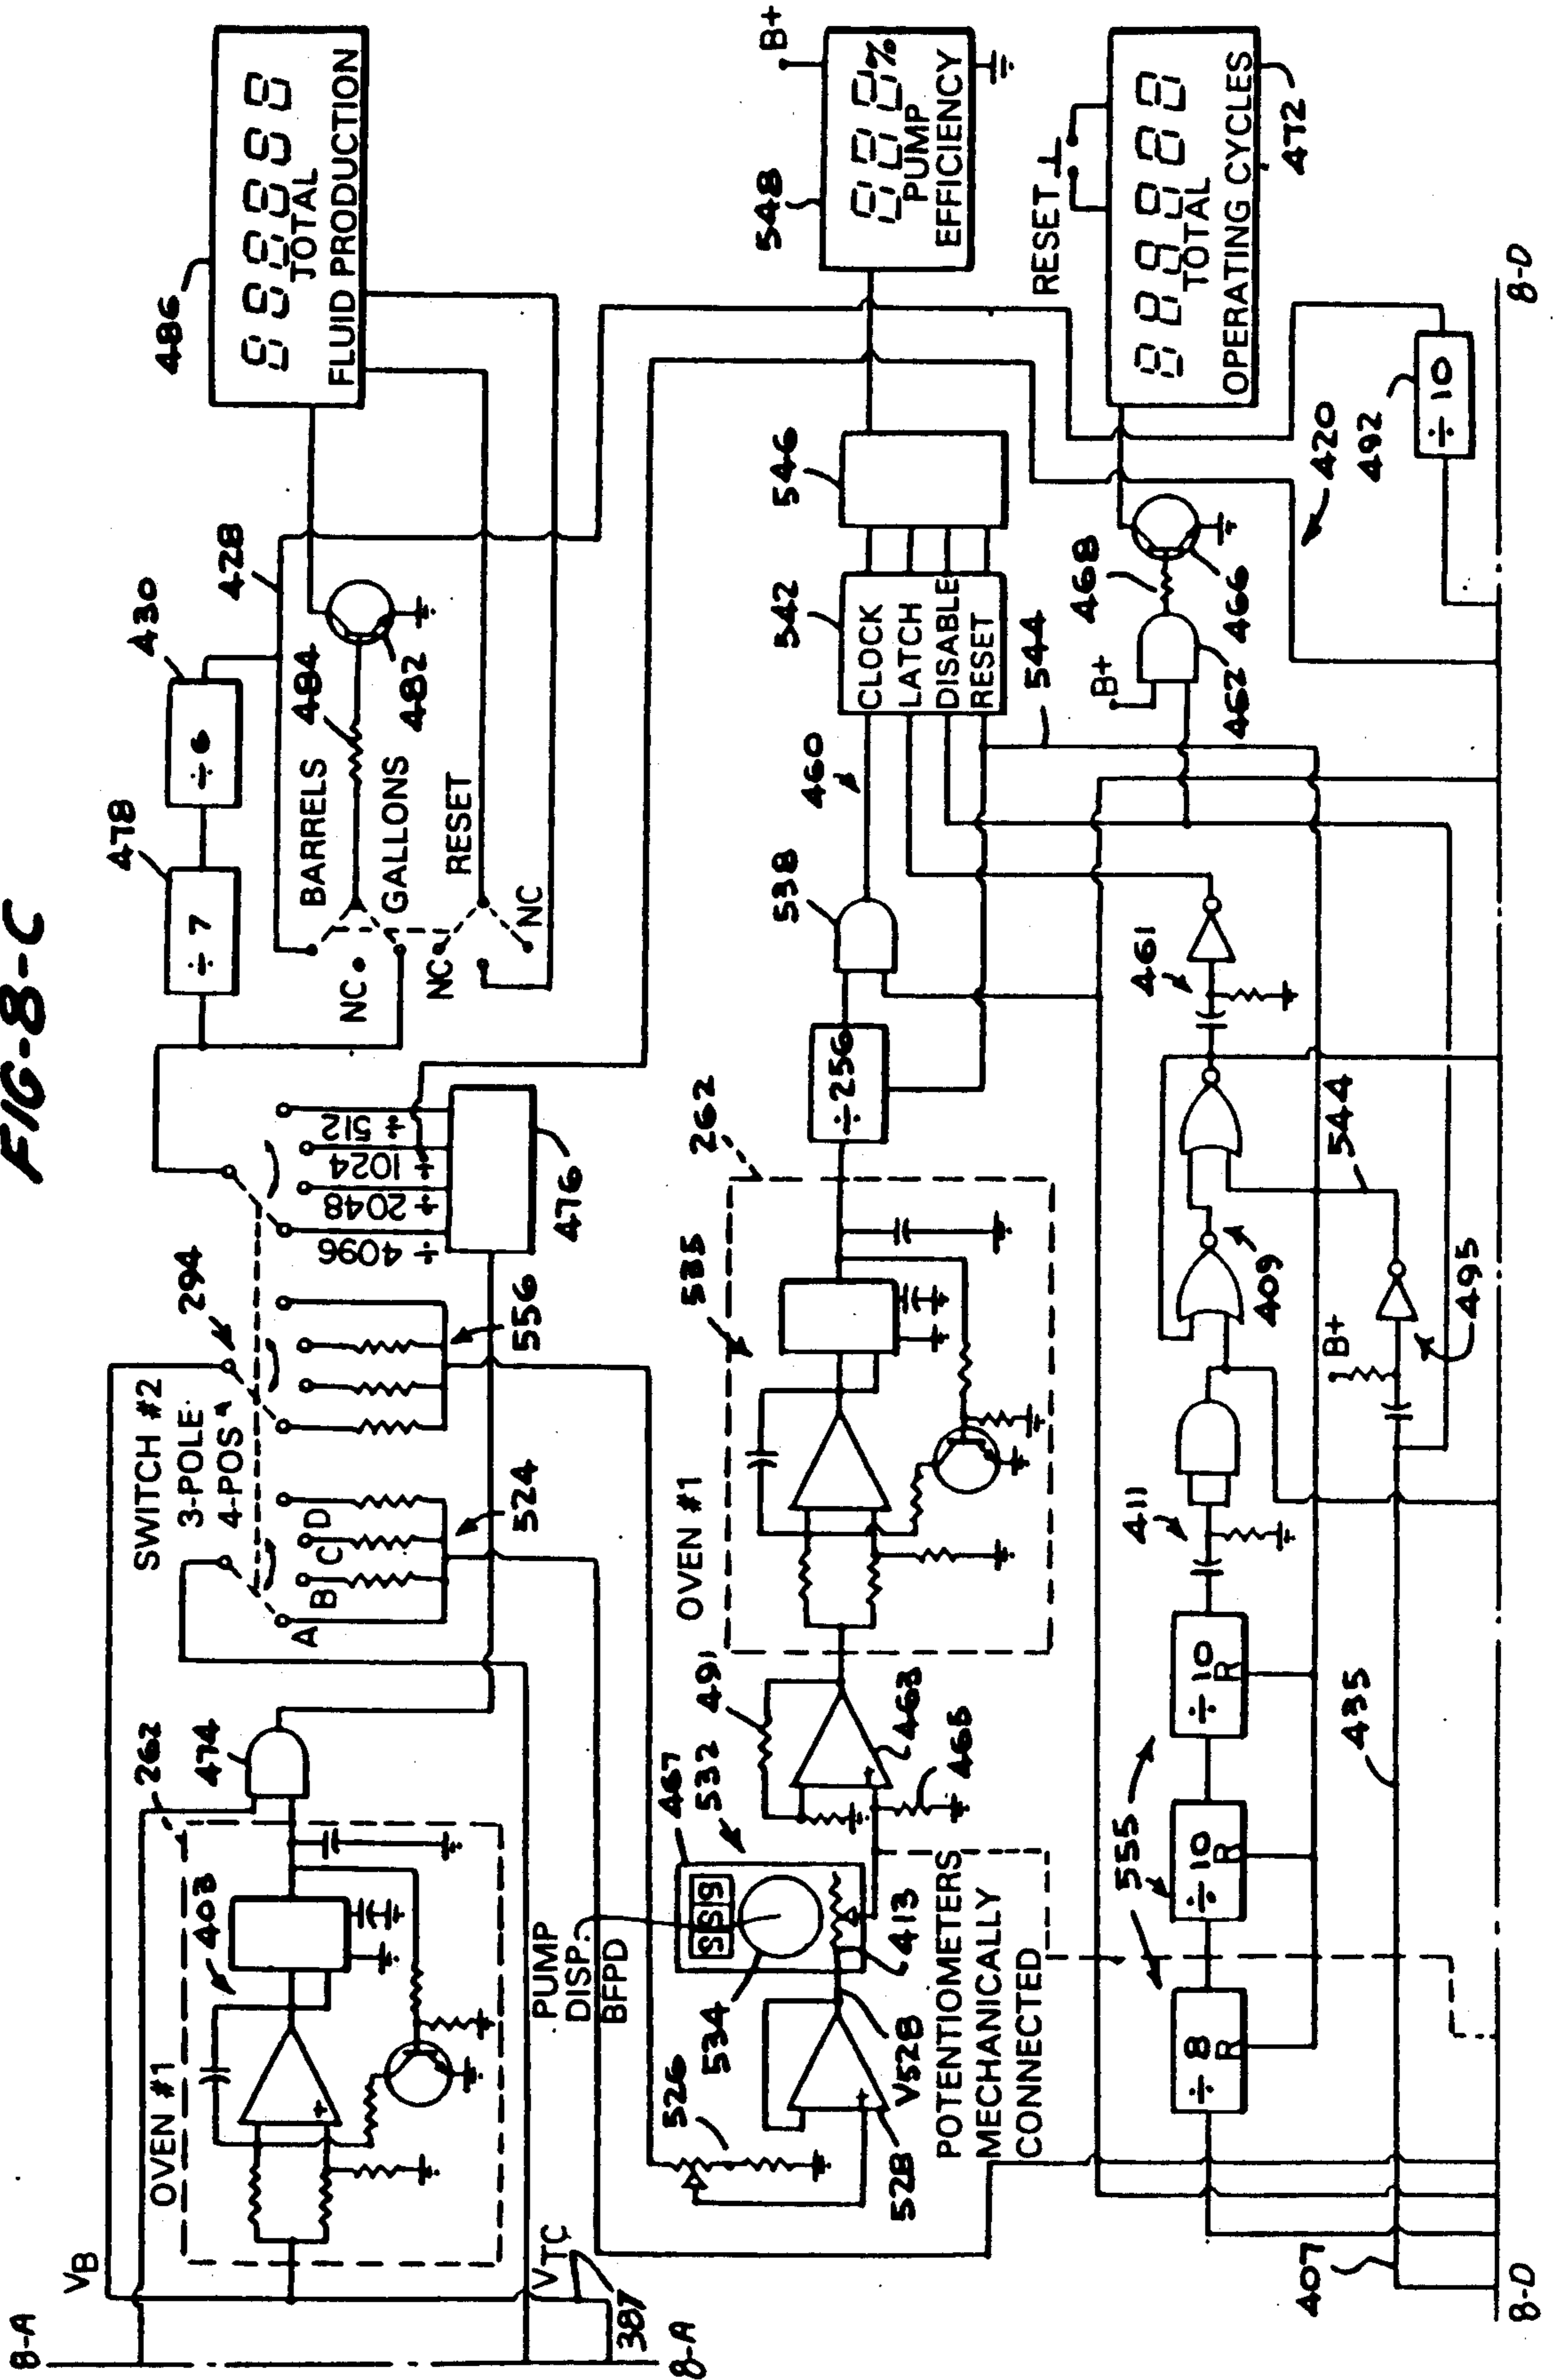 FIG-8-C
8-A
VB
OVEN #1
262
403
474
VTC
387
8-A
SWITCH #2
3-POLE
4-POS
294
A
B
C
D
524
556
÷ 4096
÷ 2048
÷ 1024
÷ 512
476
478
÷ 7
430
÷ 6
428
BARRELS
484
GALLONS
482
NC
NC
RESET
NC
486
TOTAL
FLUID PRODUCTION
PUMP
DISP.
BFPD
467
532
491
526
534
413
V528
528
463
465
POTENTIOMETERS
MECHANICALLY
CONNECTED
OVEN #1
535
262
÷256
538
460
542
CLOCK
LATCH
DISABLE
RESET
544
546
548
B+
%
PUMP
EFFICIENCY
RESET
TOTAL
OPERATING CYCLES
472
B+
468
462
466
420
492
÷ 10
407
435
555
÷ 8
R
÷ 10
R
÷ 10
R
411
409
461
B+
495
544
8-D
8-D